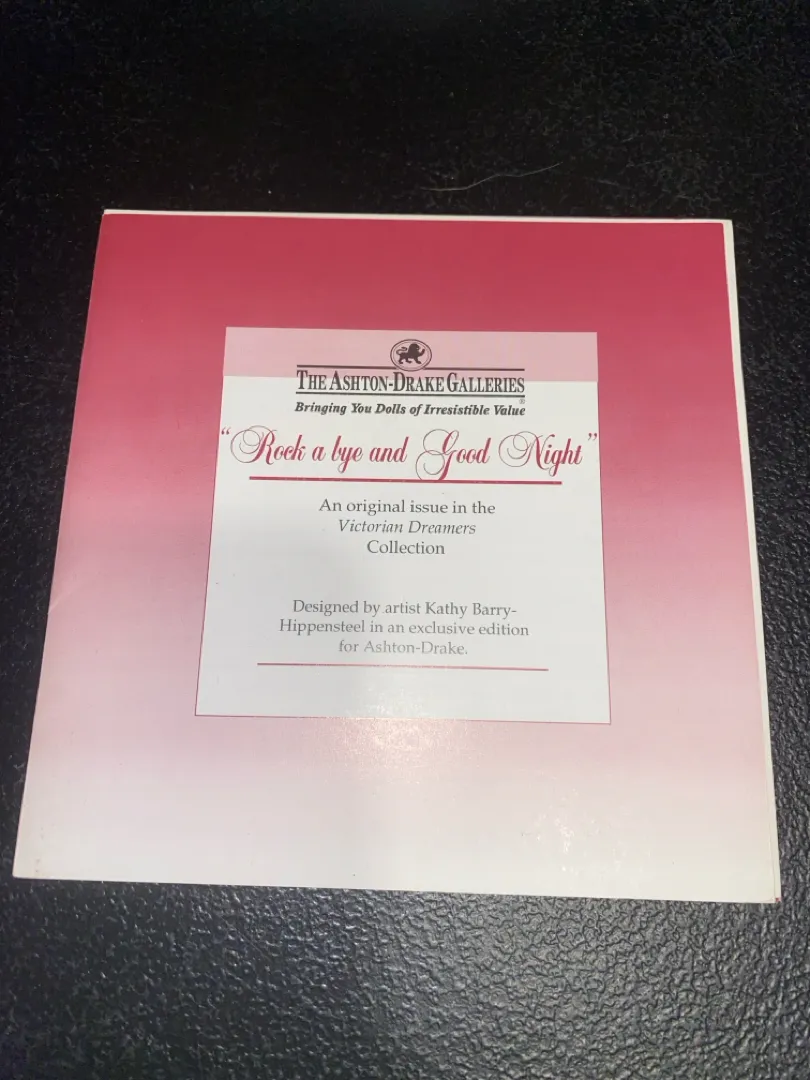 THE ASHTON-DRAKE GALLERIES
®
Bringing You Dolls of Irresistible Value
“Rock a bye and Good Night”
An original issue in the
Victorian Dreamers
Collection
Designed by artist Kathy Barry-
Hippensteel in an exclusive edition
for Ashton-Drake.